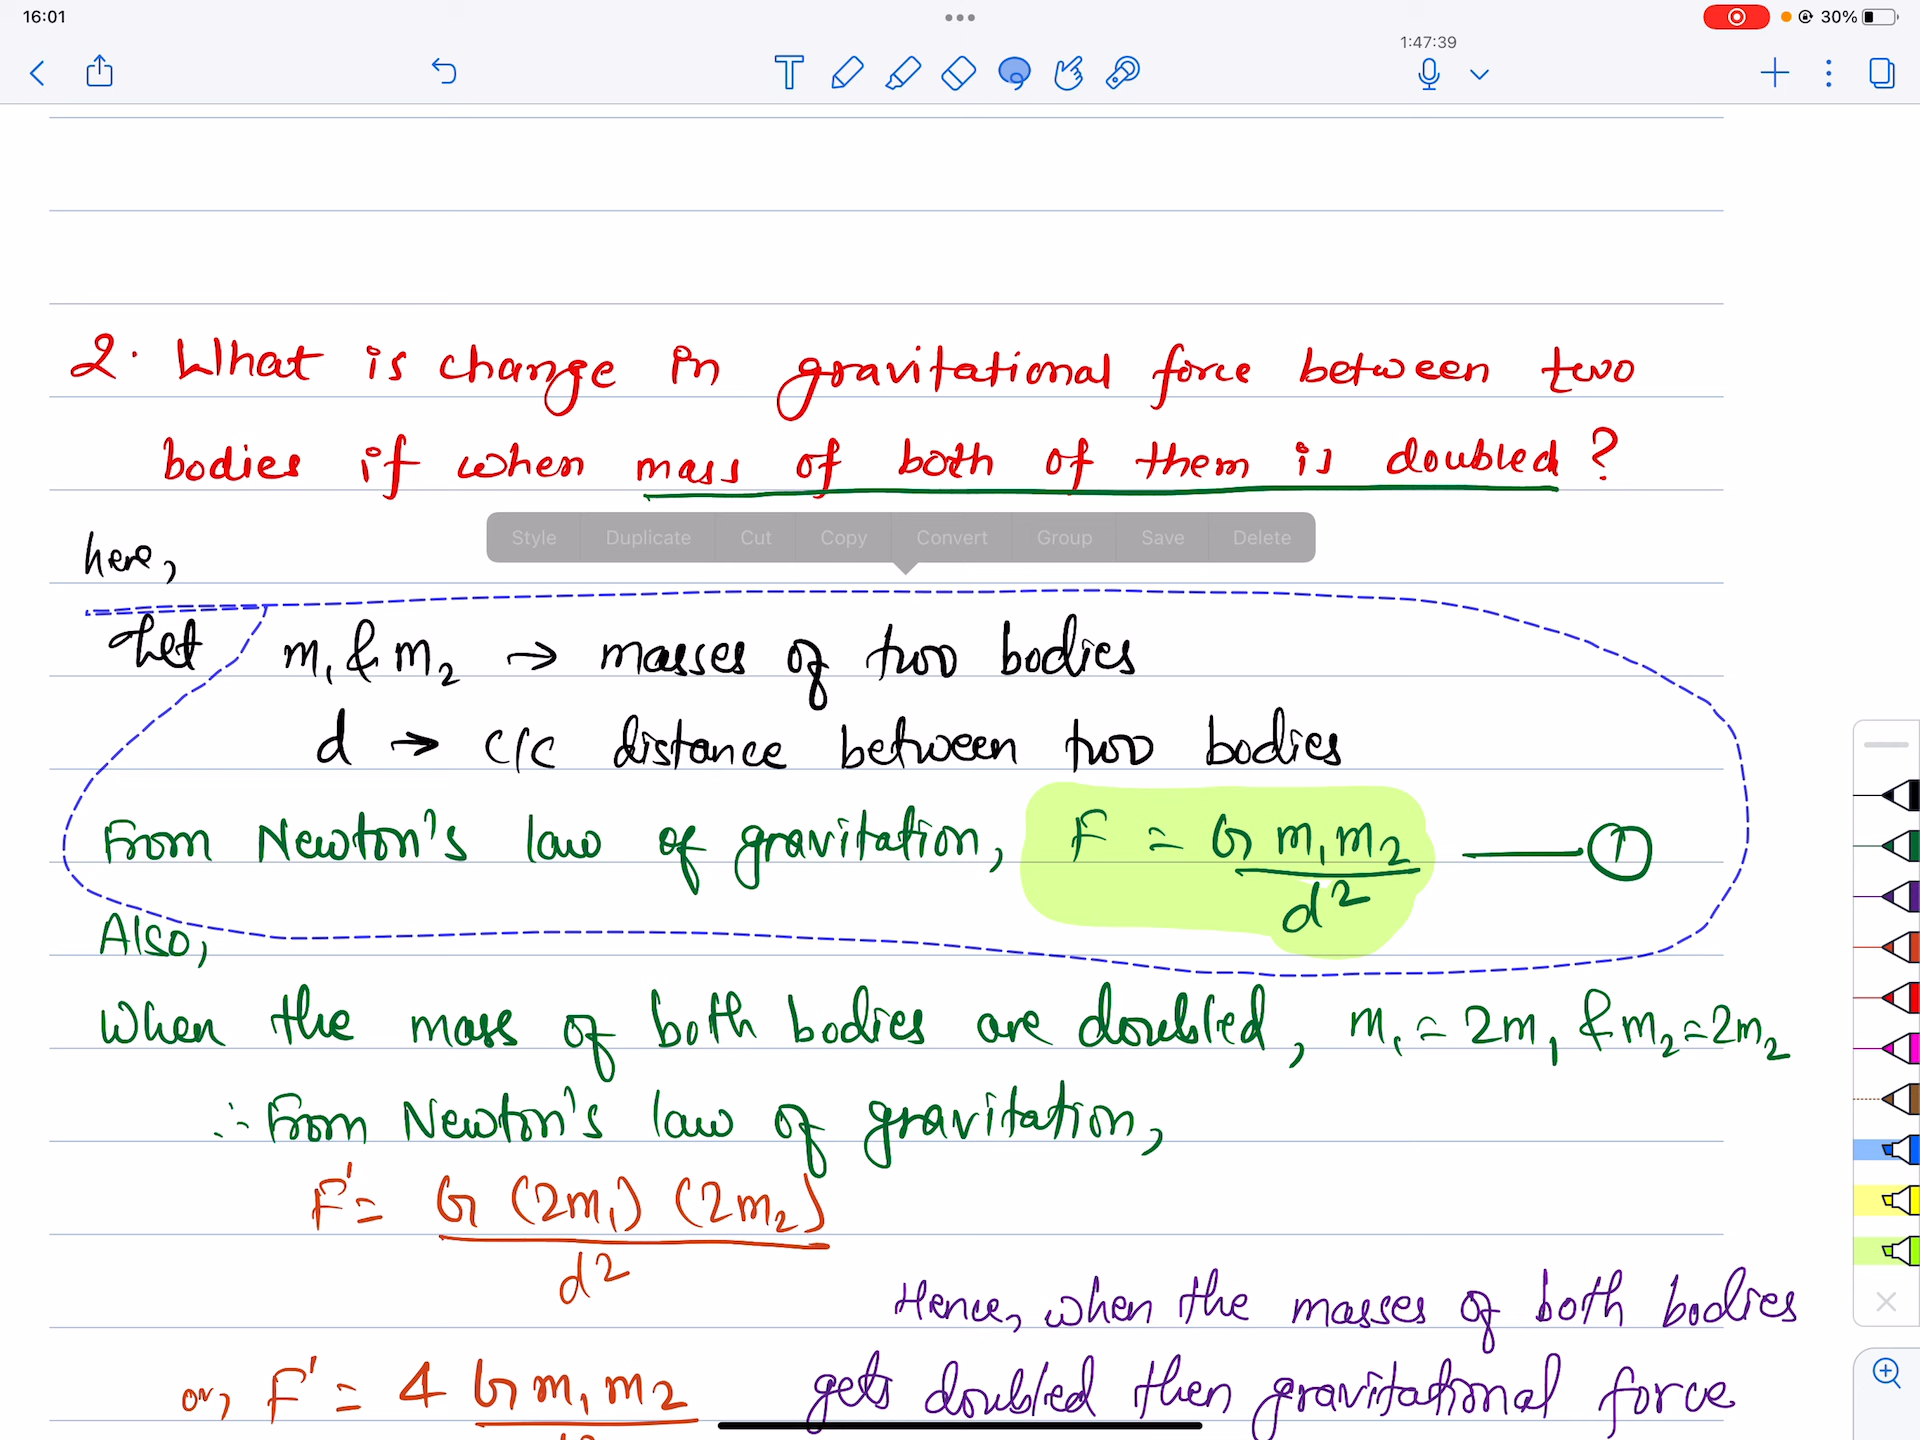 16:01
30%
1:47:39
2. What is change in gravitational force between two
bodies if when mass of both of them is doubled ?
Style Duplicate Cut Copy Convert Group Save Delete
here,
Let m₁ & m₂ → masses of two bodies
d → c/c distance between two bodies
From Newton's law of gravitation, F = G m₁ m₂ / d² —— ①
Also,
When the mass of both bodies are doubled, m₁ = 2m₁ & m₂ = 2m₂
∴ From Newton's law of gravitation,
F' = G (2m₁) (2m₂) / d²
Hence, when the masses of both bodies
or, F' = 4 G m₁ m₂
gets doubled then gravitational force